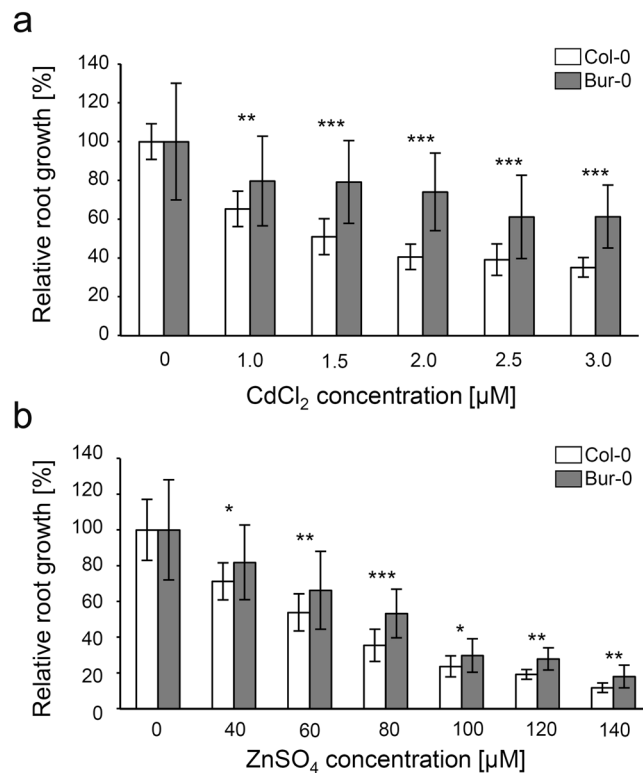 a
Relative root growth [%]
140
120
100
80
60
40
20
0
Col-0
Bur-0
**
***
***
***
***
0 1.0 1.5 2.0 2.5 3.0
CdCl₂ concentration [µM]
b
Relative root growth [%]
140
120
100
80
60
40
20
0
Col-0
Bur-0
*
**
***
*
**
**
0 40 60 80 100 120 140
ZnSO₄ concentration [µM]